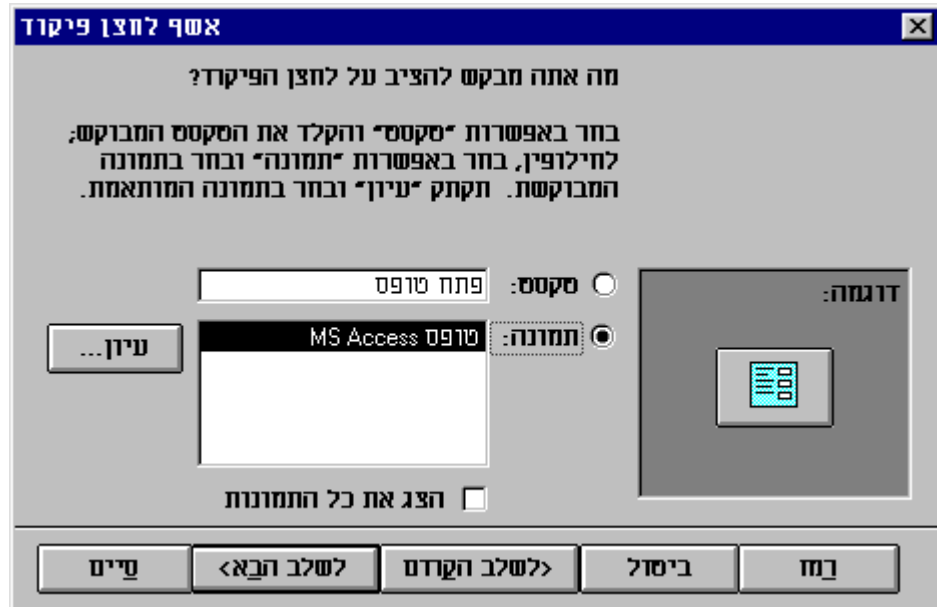 אשף לחצן פיקוד
מה אתה מבקש להציב על לחצן הפיקוד?
בחר באפשרות "טקסט" והקלד את הטקסט המבוקש;
לחילופין, בחר באפשרות "תמונה" ובחר בתמונה
המבוקשת. תקתק "עיון" ובחר בתמונה המותאמת.
דוגמה:
טקסט: פתח טופס
תמונה: טופס MS Access
עיון...
הצג את כל התמונות
רמז
ביטול
<לשלב הקודם
לשלב הבא>
סיים